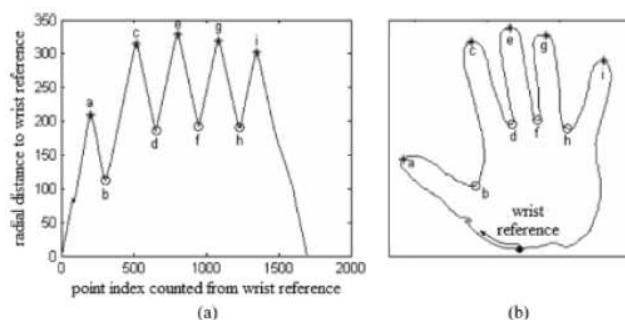 radial distance to wrist reference
350
300
250
200
150
100
50
0
a
b
c
d
e
f
g
h
i
0 500 1000 1500 2000
point index counted from wrist reference
(a)
a
b
c
d
e
f
g
h
i
wrist
reference
(b)